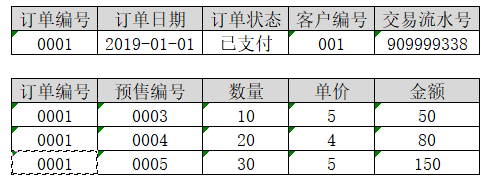 订单编号 订单日期 订单状态 客户编号 交易流水号
0001 2019-01-01 已支付 001 909999338
订单编号 预售编号 数量 单价 金额
0001 0003 10 5 50
0001 0004 20 4 80
0001 0005 30 5 150